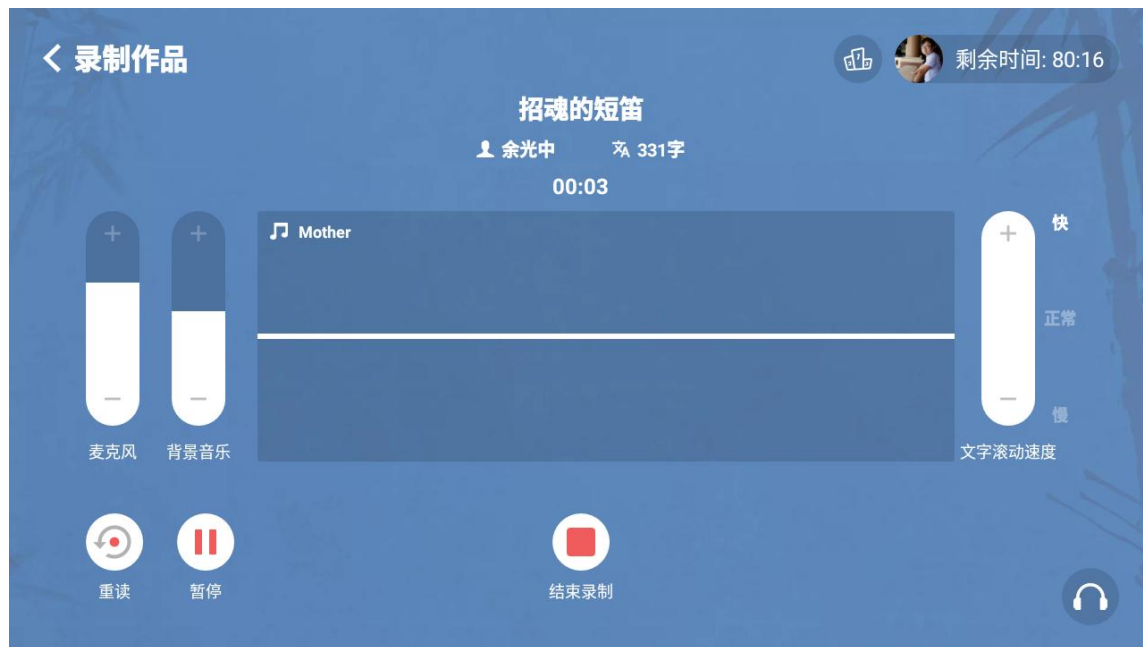 录制作品
剩余时间: 80:16
招魂的短笛
余光中 331字
00:03
Mother
快
正常
慢
麦克风 背景音乐 文字滚动速度
重读 暂停 结束录制